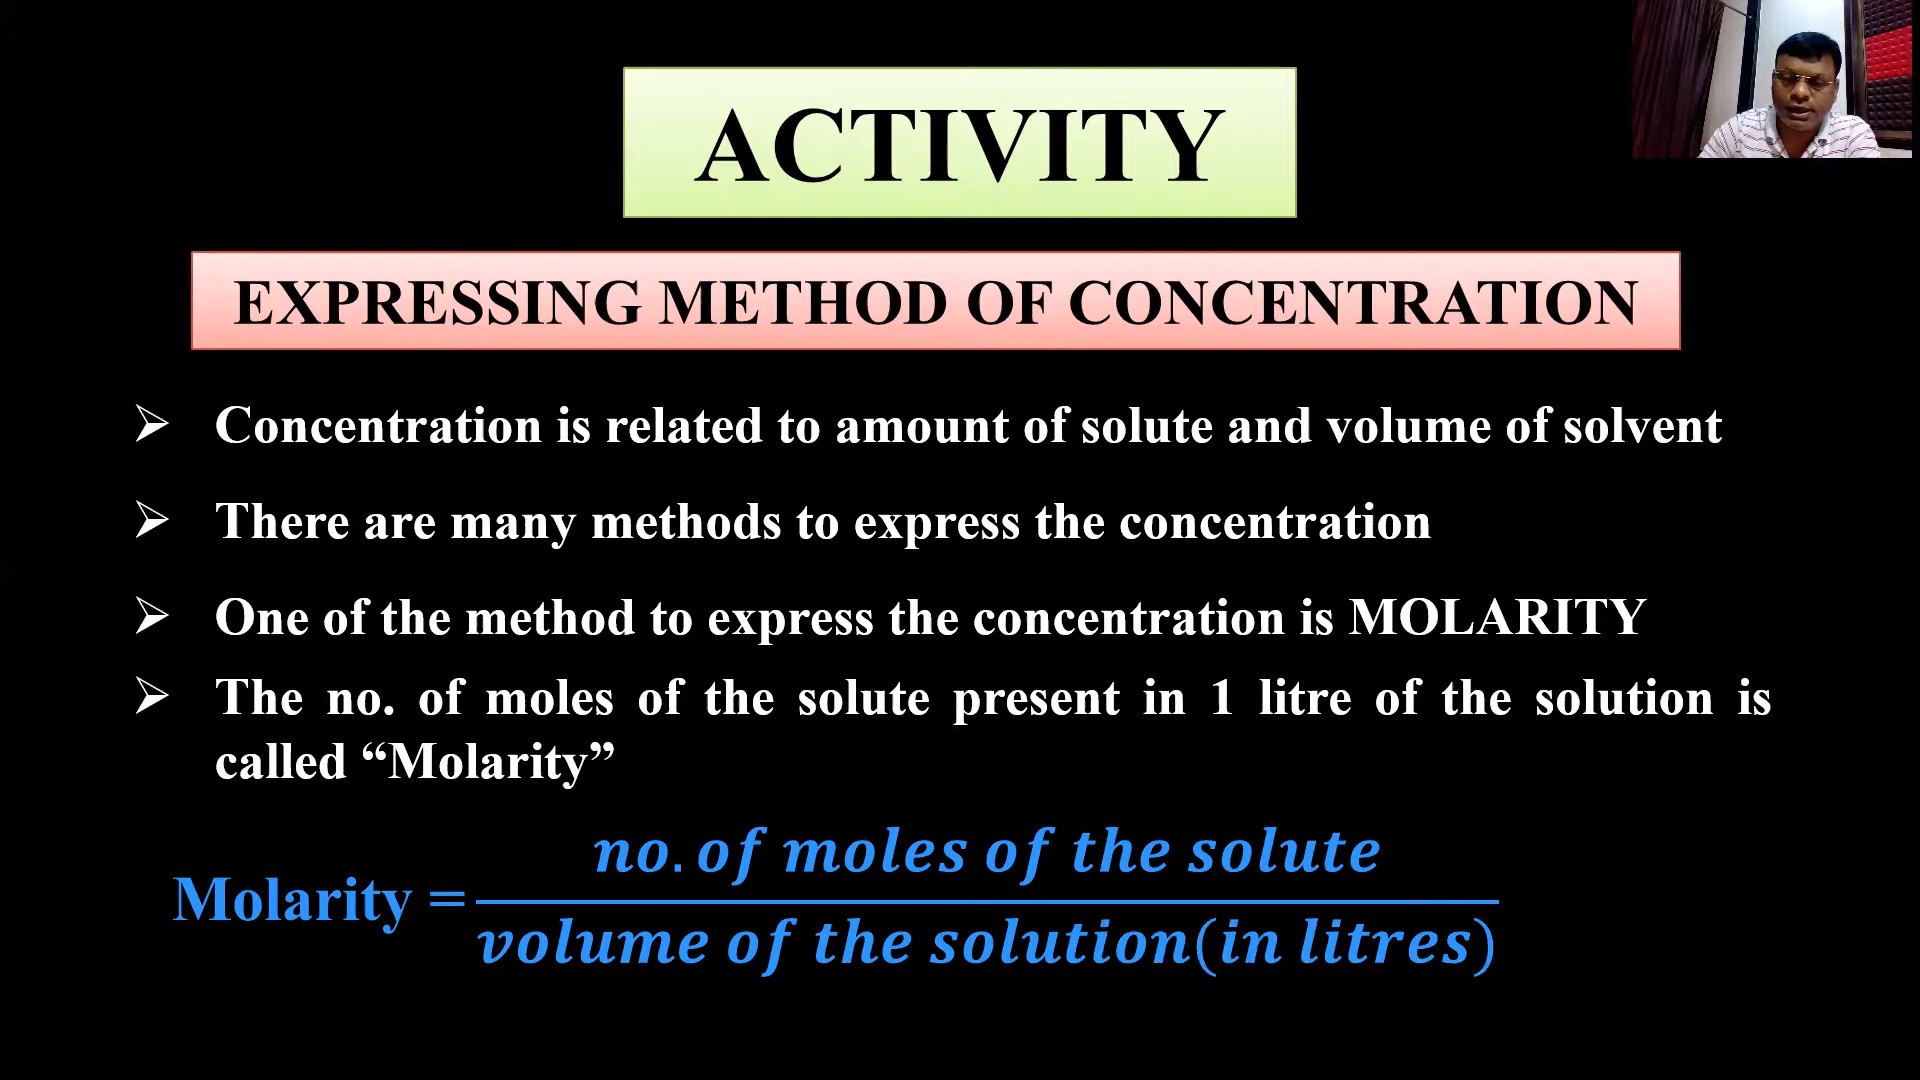 ACTIVITY
EXPRESSING METHOD OF CONCENTRATION
➢ Concentration is related to amount of solute and volume of solvent
➢ There are many methods to express the concentration
➢ One of the method to express the concentration is MOLARITY
➢ The no. of moles of the solute present in 1 litre of the solution is
called “Molarity”
no. of moles of the solute
Molarity =
volume of the solution(in litres)